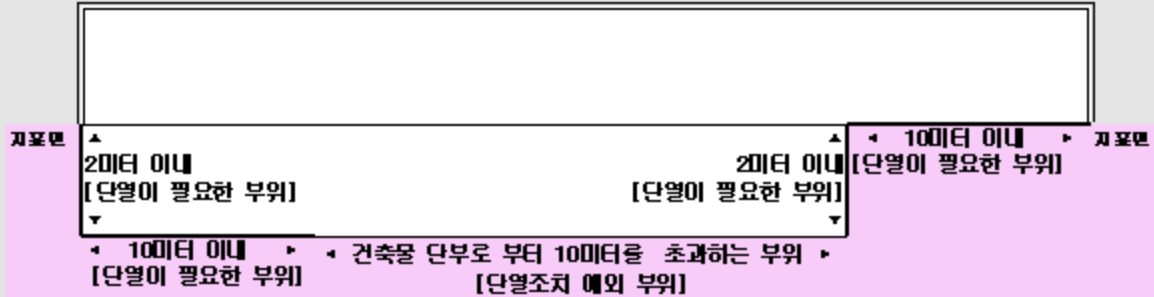 지표면
2미터 이내
[단열이 필요한 부위]
2미터 이내
[단열이 필요한 부위]
10미터 이내
[단열이 필요한 부위]
지표면
10미터 이내
[단열이 필요한 부위]
건축물 단부로 부터 10미터를 초과하는 부위
[단열조치 예외 부위]